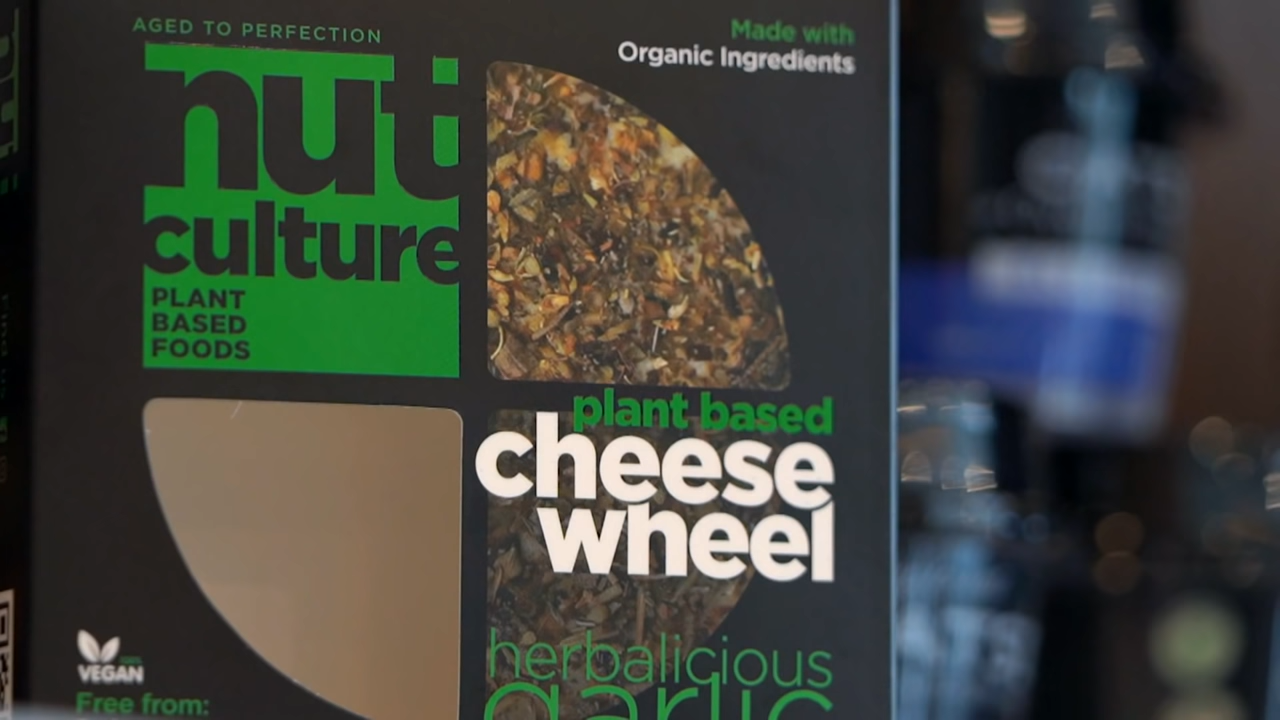 AGED TO PERFECTION
nut
culture
PLANT
BASED
FOODS
Made with
Organic Ingredients
plant based
cheese
wheel
herbalicious
garlic
VEGAN
Free from: